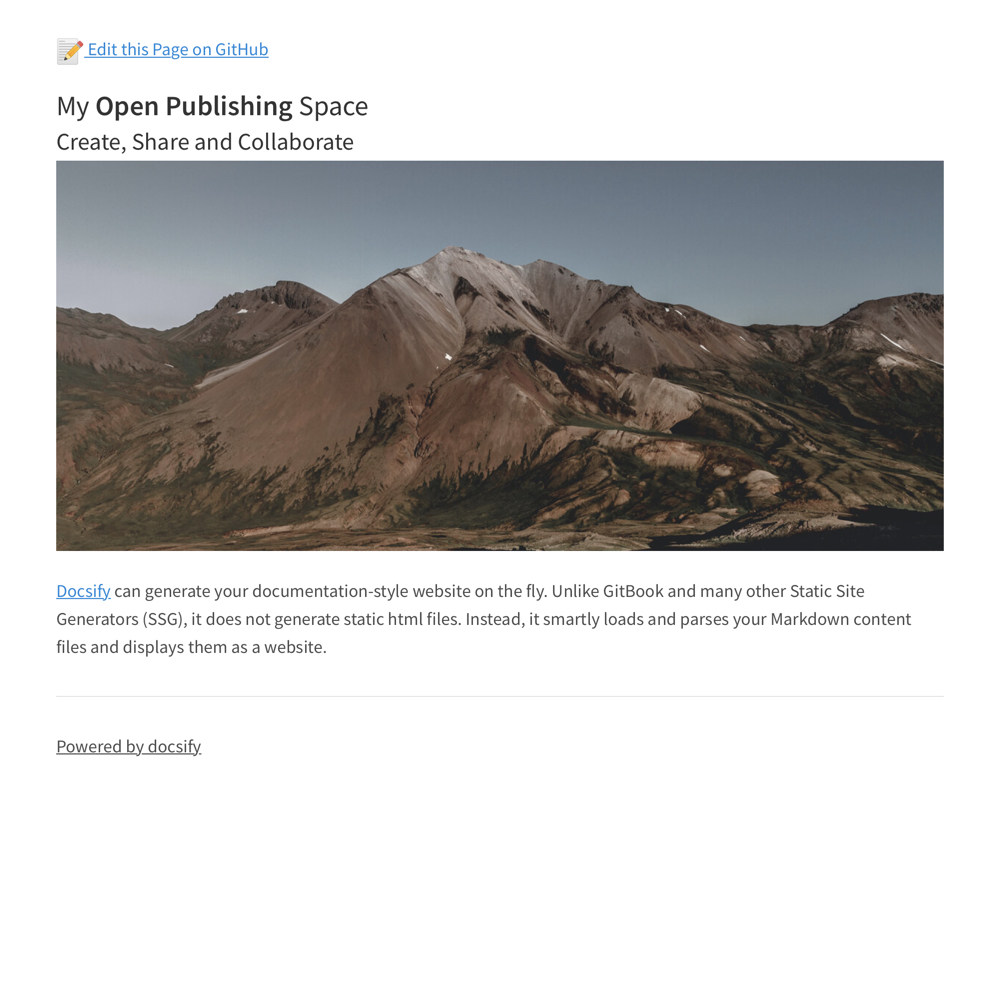 Edit this Page on GitHub
My Open Publishing Space
Create, Share and Collaborate
Docsify can generate your documentation-style website on the fly. Unlike GitBook and many other Static Site
Generators (SSG), it does not generate static html files. Instead, it smartly loads and parses your Markdown content
files and displays them as a website.
Powered by docsify